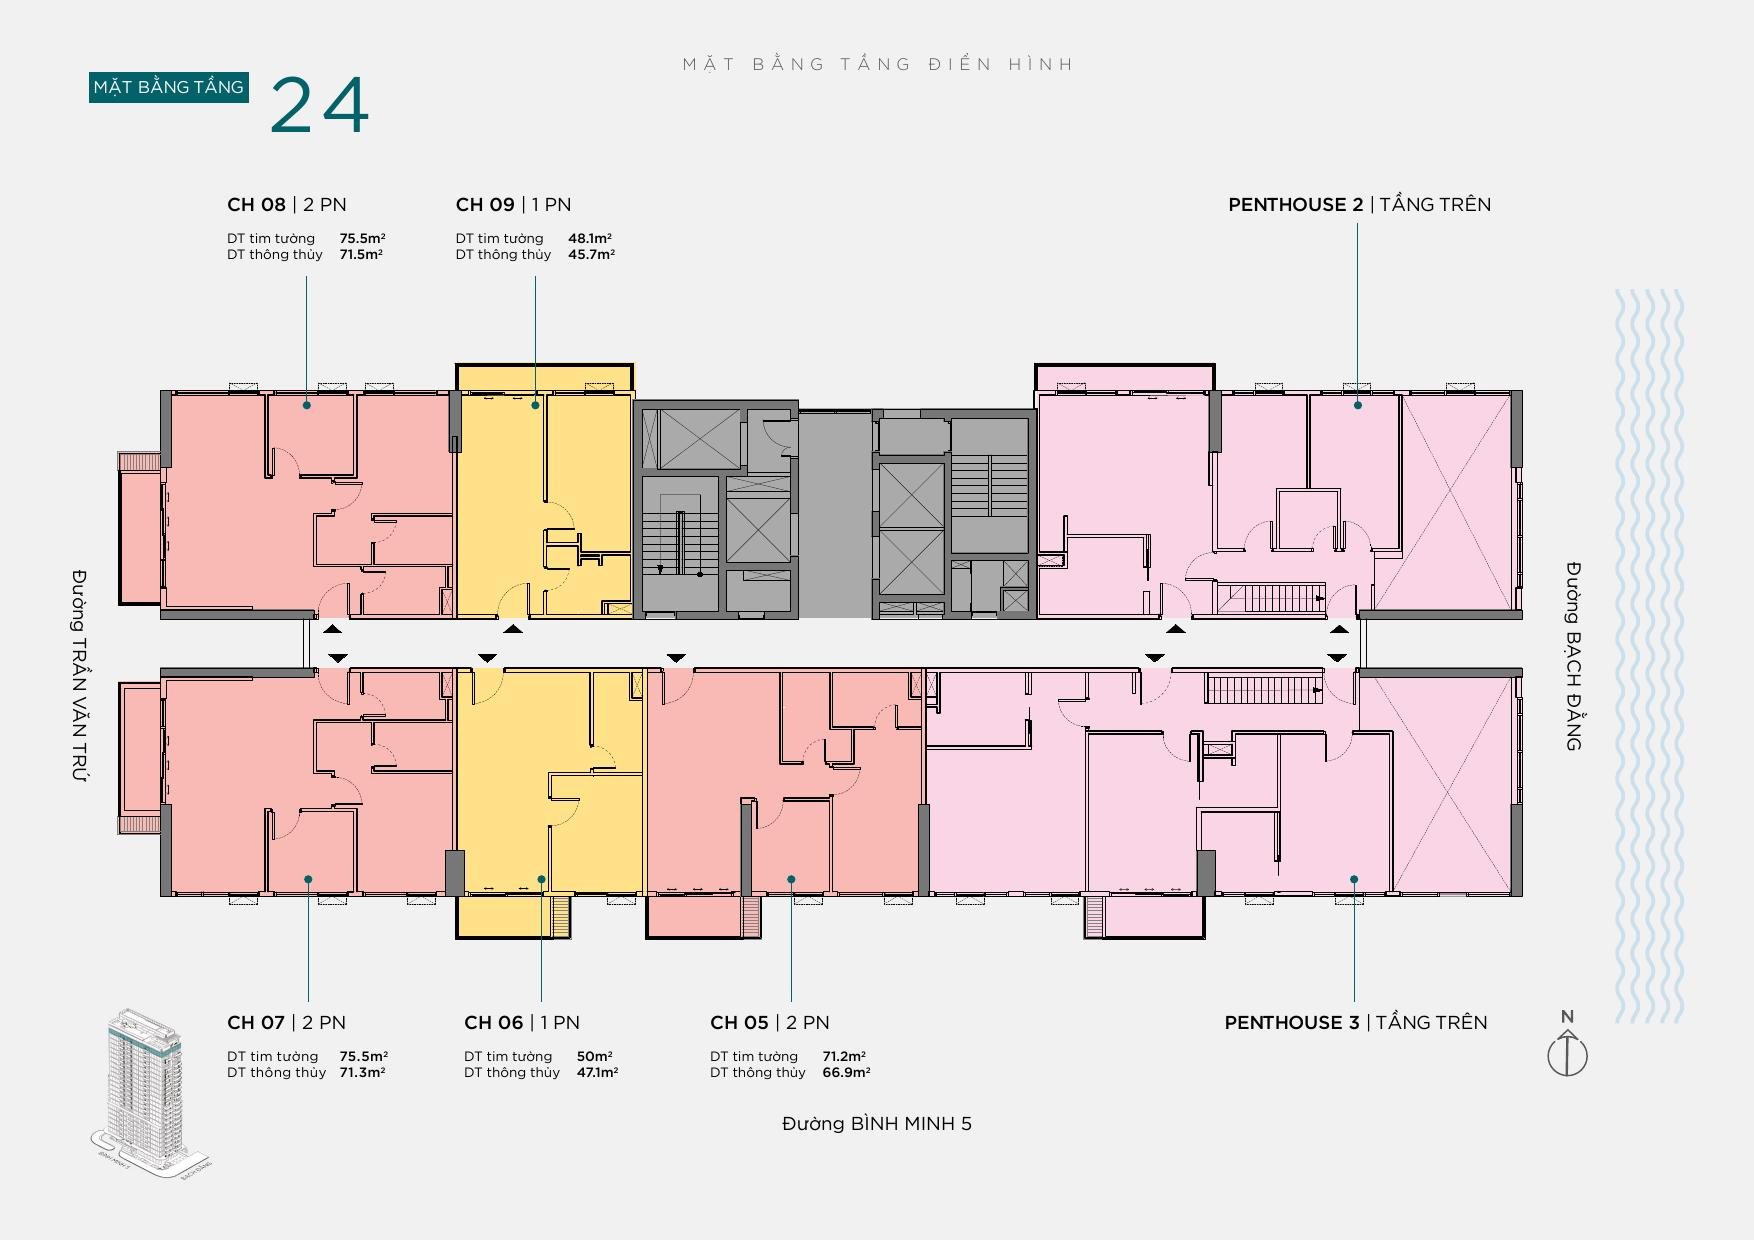 MẶT BẰNG TẦNG ĐIỂN HÌNH
MẶT BẰNG TẦNG 24
CH 08 | 2 PN
DT tim tường 75.5m²
DT thông thủy 71.5m²
CH 09 | 1 PN
DT tim tường 48.1m²
DT thông thủy 45.7m²
PENTHOUSE 2 | TẦNG TRÊN
Đường TRẦN VĂN TRỨ
Đường BẠCH ĐẰNG
CH 07 | 2 PN
DT tim tường 75.5m²
DT thông thủy 71.3m²
CH 06 | 1 PN
DT tim tường 50m²
DT thông thủy 47.1m²
CH 05 | 2 PN
DT tim tường 71.2m²
DT thông thủy 66.9m²
PENTHOUSE 3 | TẦNG TRÊN
N
Đường BÌNH MINH 5
BÌNH MINH 5
BẠCH ĐẰNG